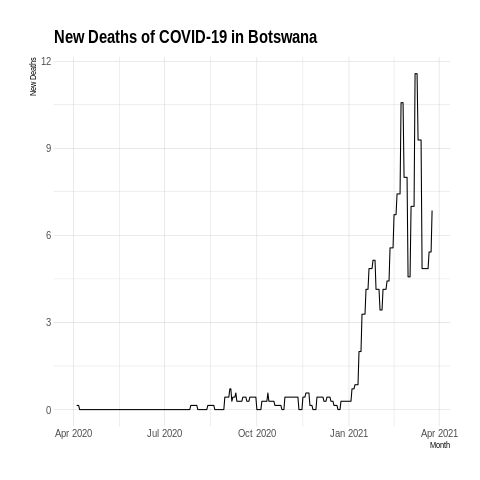 New Deaths of COVID-19 in Botswana
New Deaths
12
9
6
3
0
Apr 2020 Jul 2020 Oct 2020 Jan 2021 Apr 2021
Month